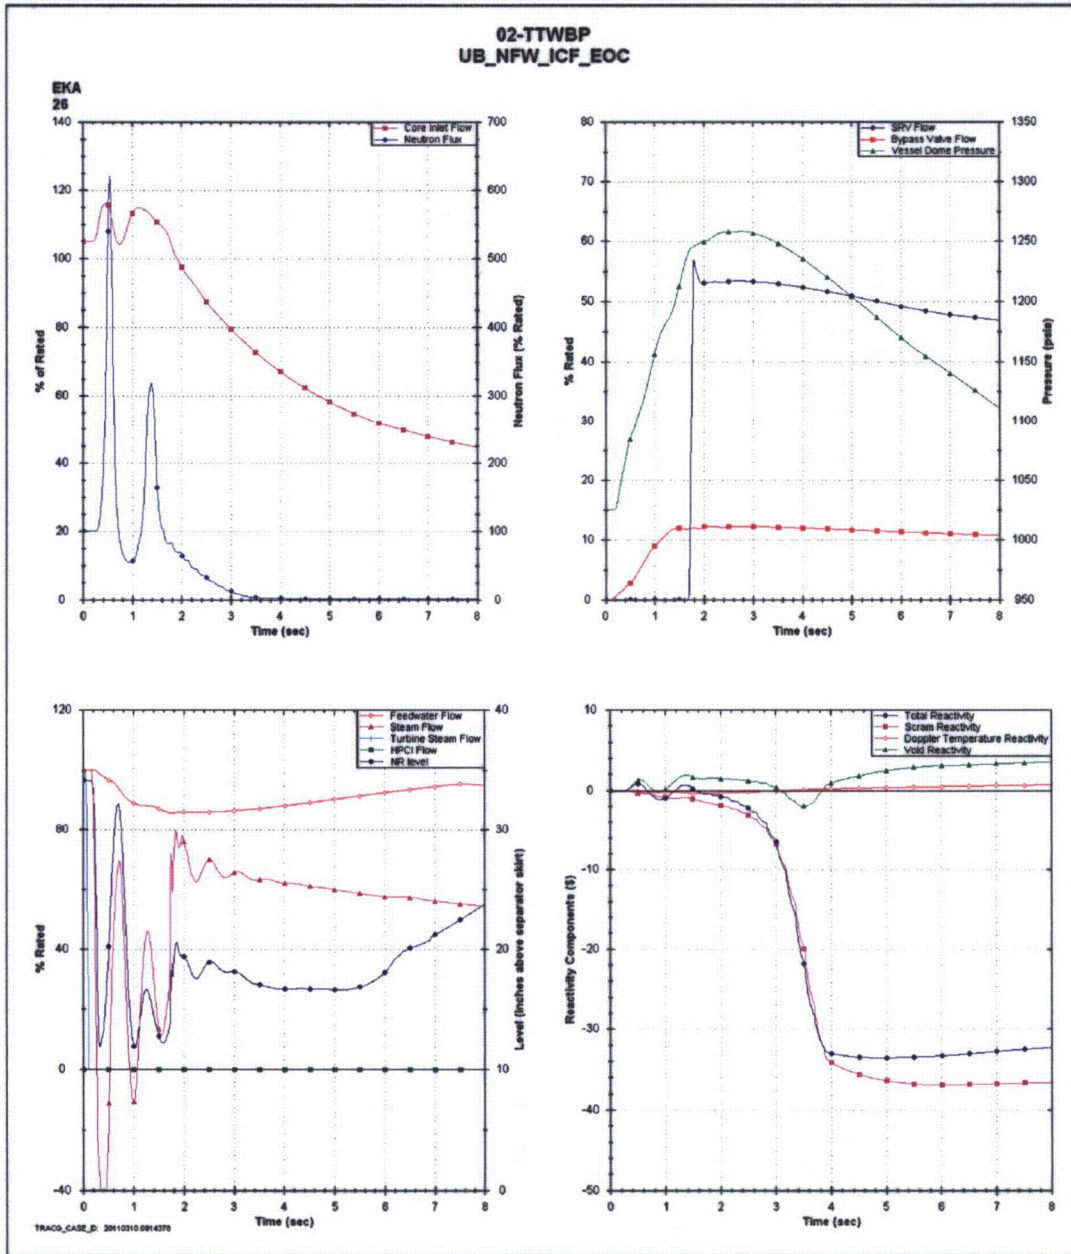 02-TTWBP
UB_NFW_ICF_EOC
EKA
26
Core Inlet Flow
Neutron Flux
140
120
100
80
60
40
20
0
% of Rated
700
600
500
400
300
200
100
0
Neutron Flux (% Rated)
0 1 2 3 4 5 6 7 8
Time (sec)
SRV Flow
Bypass Valve Flow
Vessel Dome Pressure
80
70
60
50
40
30
20
10
0
% Rated
1350
1300
1250
1200
1150
1100
1050
1000
950
Pressure (psia)
0 1 2 3 4 5 6 7 8
Time (sec)
Feedwater Flow
Steam Flow
Turbine Steam Flow
HPCI Flow
NR level
120
80
40
0
-40
% Rated
40
30
20
10
0
Level (inches above separator skirt)
0 1 2 3 4 5 6 7 8
Time (sec)
Total Reactivity
Scram Reactivity
Doppler Temperature Reactivity
Void Reactivity
10
0
-10
-20
-30
-40
-50
Reactivity Components ($)
0 1 2 3 4 5 6 7 8
Time (sec)
TRACG_CASE_ID: 20110310.0914370